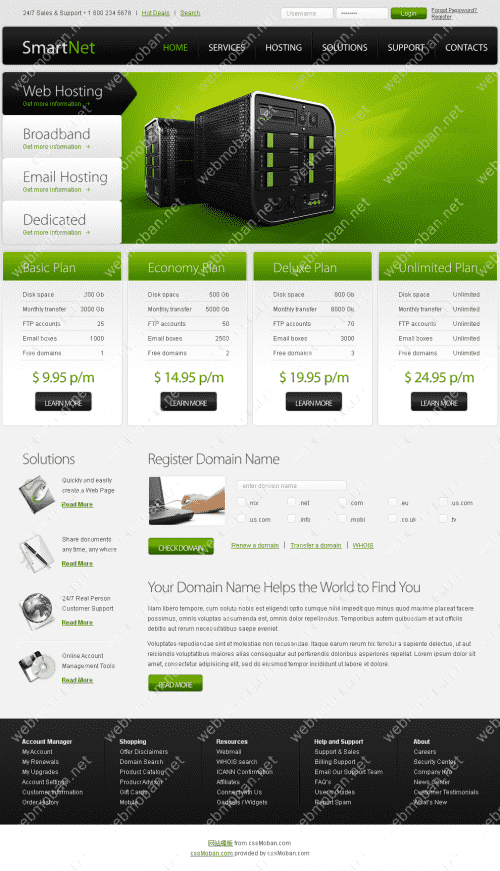 24/7 Sales & Support • 1 800 234 5678 | Hot Deals | Search
Username
Login
Forgot Password?
Register
SmartNet
HOME SERVICES HOSTING SOLUTIONS SUPPORT CONTACTS
Web Hosting
Get more information
Broadband
Get more information
Email Hosting
Get more information
Dedicated
Get more information
Basic Plan
Disk space 300 Gb
Monthly transfer 3000 Gb
FTP accounts 25
Email boxes 1000
Free domains 1
$ 9.95 p/m
LEARN MORE
Economy Plan
Disk space 500 Gb
Monthly transfer 5000 Gb
FTP accounts 50
Email boxes 2500
Free domains 2
$ 14.95 p/m
LEARN MORE
Deluxe Plan
Disk space 800 Gb
Monthly transfer 8000 Gb
FTP accounts 70
Email boxes 3000
Free domains 3
$ 19.95 p/m
LEARN MORE
Unlimited Plan
Disk space Unlimited
Monthly transfer Unlimited
FTP accounts Unlimited
Email boxes Unlimited
Free domains Unlimited
$ 24.95 p/m
LEARN MORE
Solutions
Quickly and easily
create a Web Page
Read More
Share documents
any time, any where
Read More
24/7 Real Person
Customer Support
Read More
Online Account
Management Tools
Read More
Register Domain Name
enter domain name
.net .com .eu .us.com
.us.com .info .mobi .co.uk .tv
CHECK DOMAIN
Renew a domain | Transfer a domain | WHOIS
Your Domain Name Helps the World to Find You
Nam libero tempore, cum soluta nobis est eligendi optio cumque nihil impedit quo minus quod maxime placeat facere
possimus, omnis voluptas assumenda est, omnis dolor repellendus. Temporibus autem quibusdam et aut officiis
debitis aut rerum necessitatibus saepe eveniet.
Voluptates repudiandae sint et molestiae non recusandae. Itaque earum rerum hic tenetur a sapiente delectus, ut aut
reiciendis voluptatibus maiores alias consequatur aut perferendis doloribus asperiores repellat. Lorem ipsum dolor sit
amet, consectetur adipisicing elit, sed do eiusmod tempor incididunt ut labore et dolore.
READ MORE
Account Manager
My Account
My Renewals
My Upgrades
Account Settings
Customer Information
Order History
Shopping
Offer Disclaimers
Domain Search
Product Catalog
Product Advisor
Gift Cards
Mobile
Resources
Webmail
WHOIS search
ICANN Confirmation
Affiliates
Connect with Us
Gadgets / Widgets
Help and Support
Support & Sales
Billing Support
Email Our Support Team
FAQ's
User's Guides
Report Spam
About
Careers
Security Center
Company Info
News Center
Customer Testimonials
What's New
网站模板 from cssMoban.com
cssMoban.com provided by cssMoban.com
webmoban.net